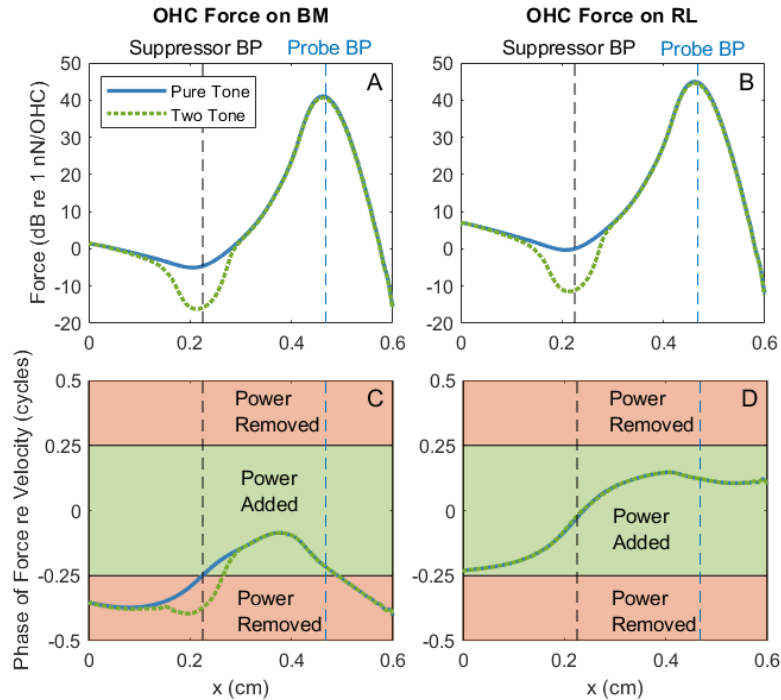 OHC Force on BM
OHC Force on RL
Suppressor BP
Probe BP
Suppressor BP
Probe BP
50
40
30
20
10
0
-10
-20
Force (dB re 1 nN/OHC)
Pure Tone
Two Tone
A
0
0.2
0.4
0.6
50
40
30
20
10
0
-10
-20
B
0
0.2
0.4
0.6
Phase of Force re Velocity (cycles)
0.5
0.25
0
-0.25
-0.5
C
Power
Removed
Power
Added
Power
Removed
0
0.2
0.4
0.6
x (cm)
0.5
0.25
0
-0.25
-0.5
D
Power
Removed
Power
Added
Power
Removed
0
0.2
0.4
0.6
x (cm)